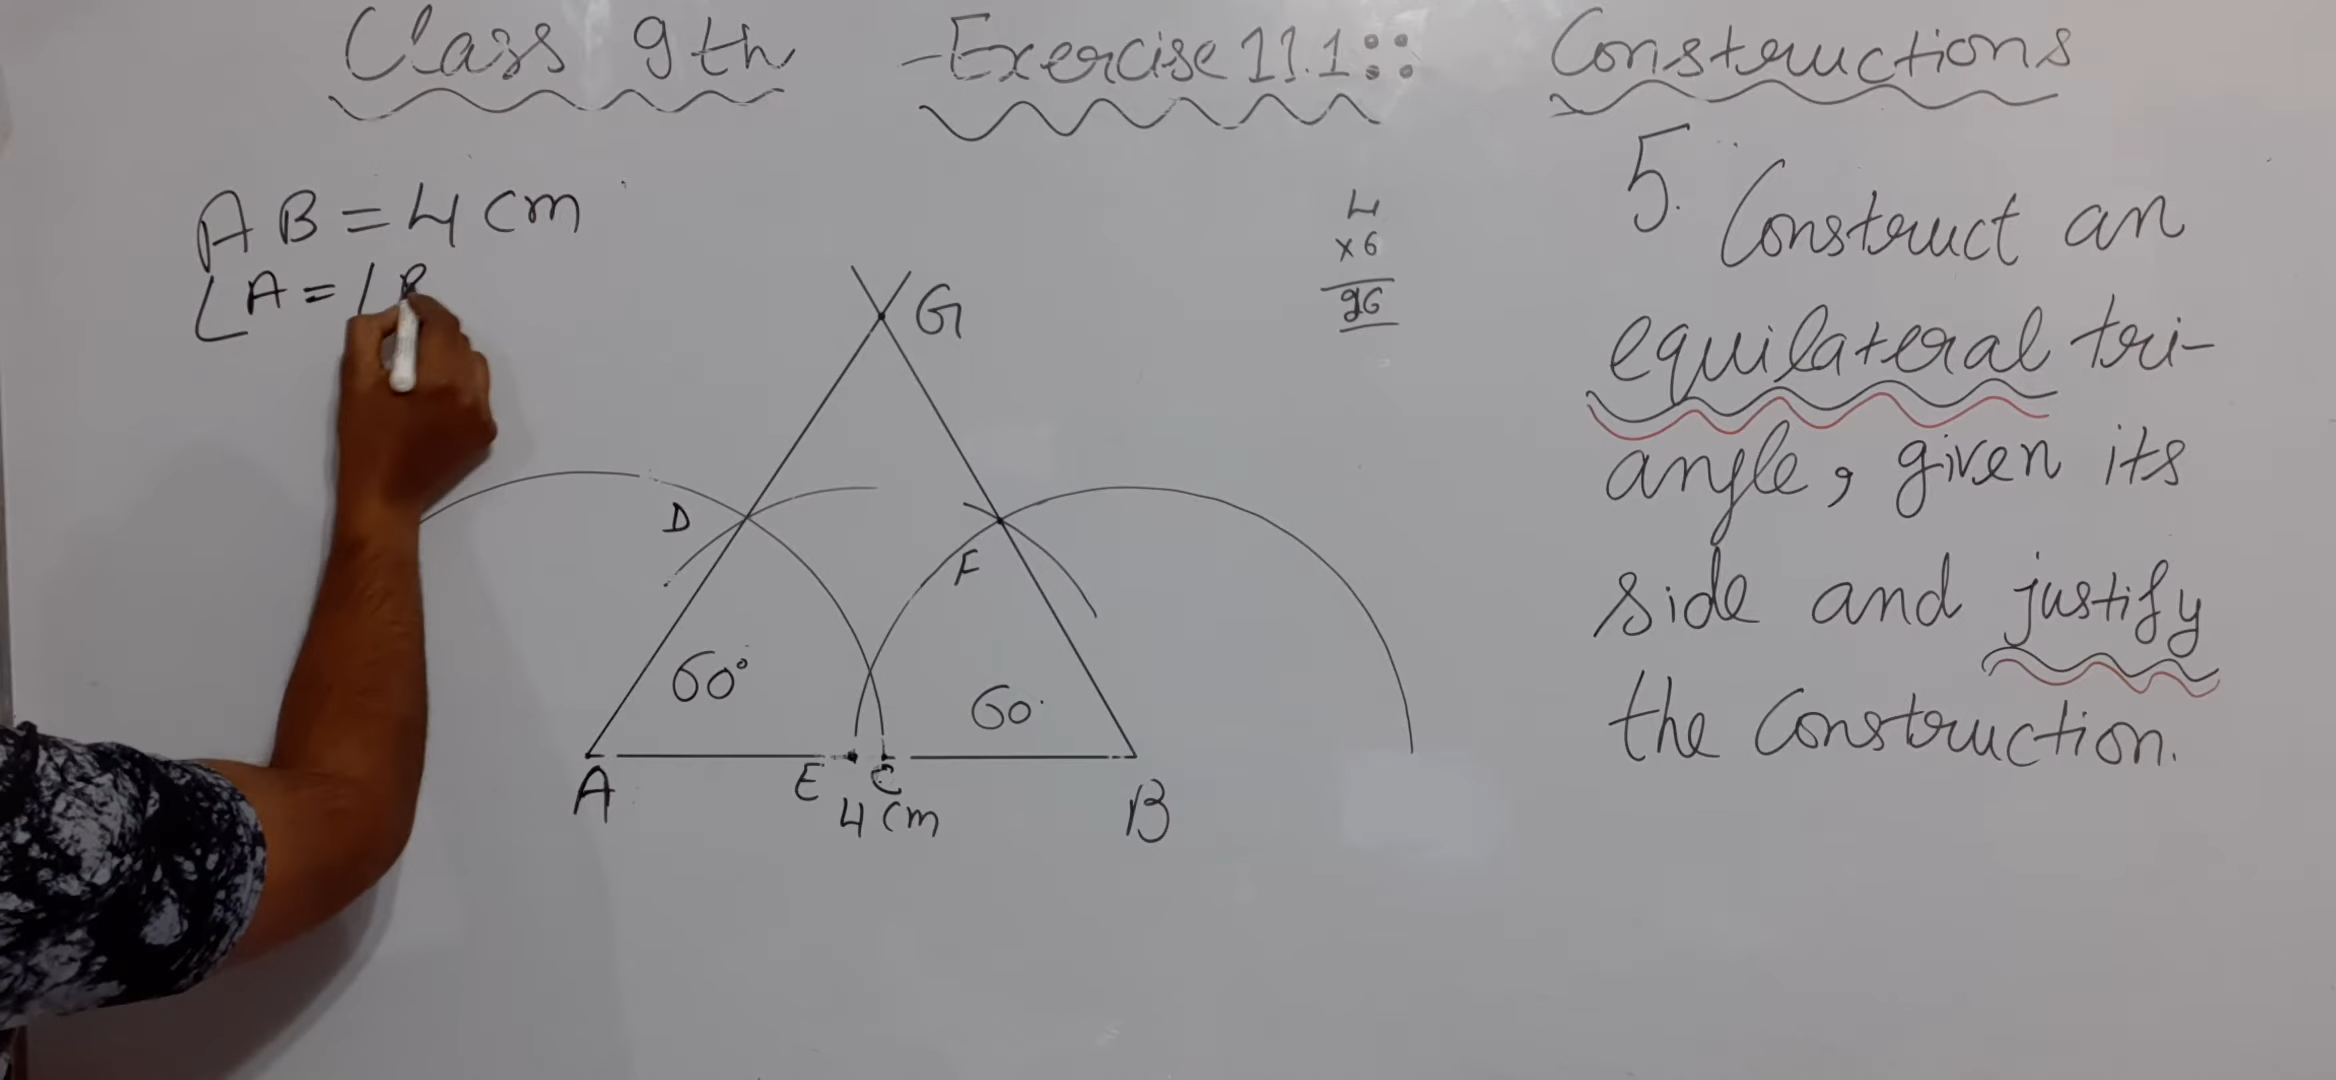 Class 9th Exercise 11.1:: Constructions
AB = 4 cm
∠A = ∠B
4
x6
96
5. Construct an
equilateral tri-
angle, given its
side and justify
the Construction.
G
D
F
60°
60°
A
E
C
B
4 cm